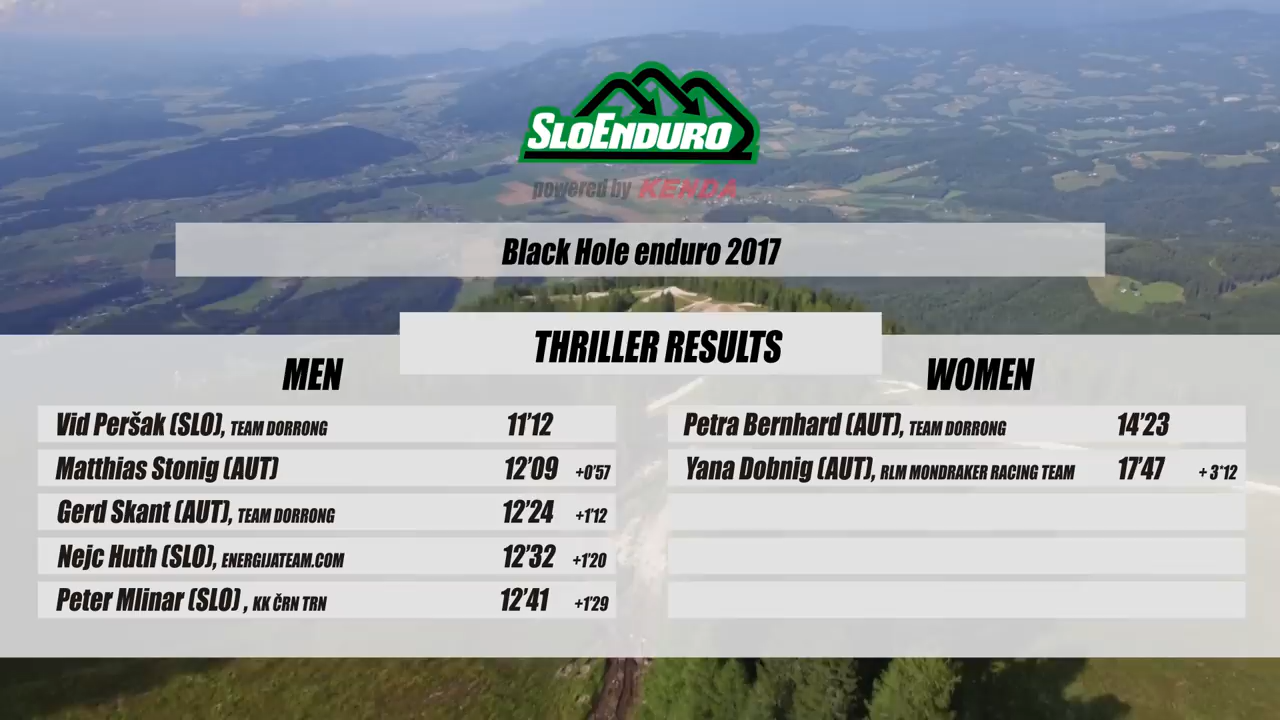 SLOENDURO
powered by KENDA
Black Hole enduro 2017
THRILLER RESULTS
MEN
Vid Peršak (SLO), TEAM DORRONG 11'12
Matthias Stonig (AUT) 12'09 +0'57
Gerd Skant (AUT), TEAM DORRONG 12'24 +1'12
Nejc Huth (SLO), ENERGIJATEAM.COM 12'32 +1'20
Peter Mlinar (SLO) , KK ČRN TRN 12'41 +1'29
WOMEN
Petra Bernhard (AUT), TEAM DORRONG 14'23
Yana Dobnig (AUT), RLM MONDRAKER RACING TEAM 17'47 + 3"12